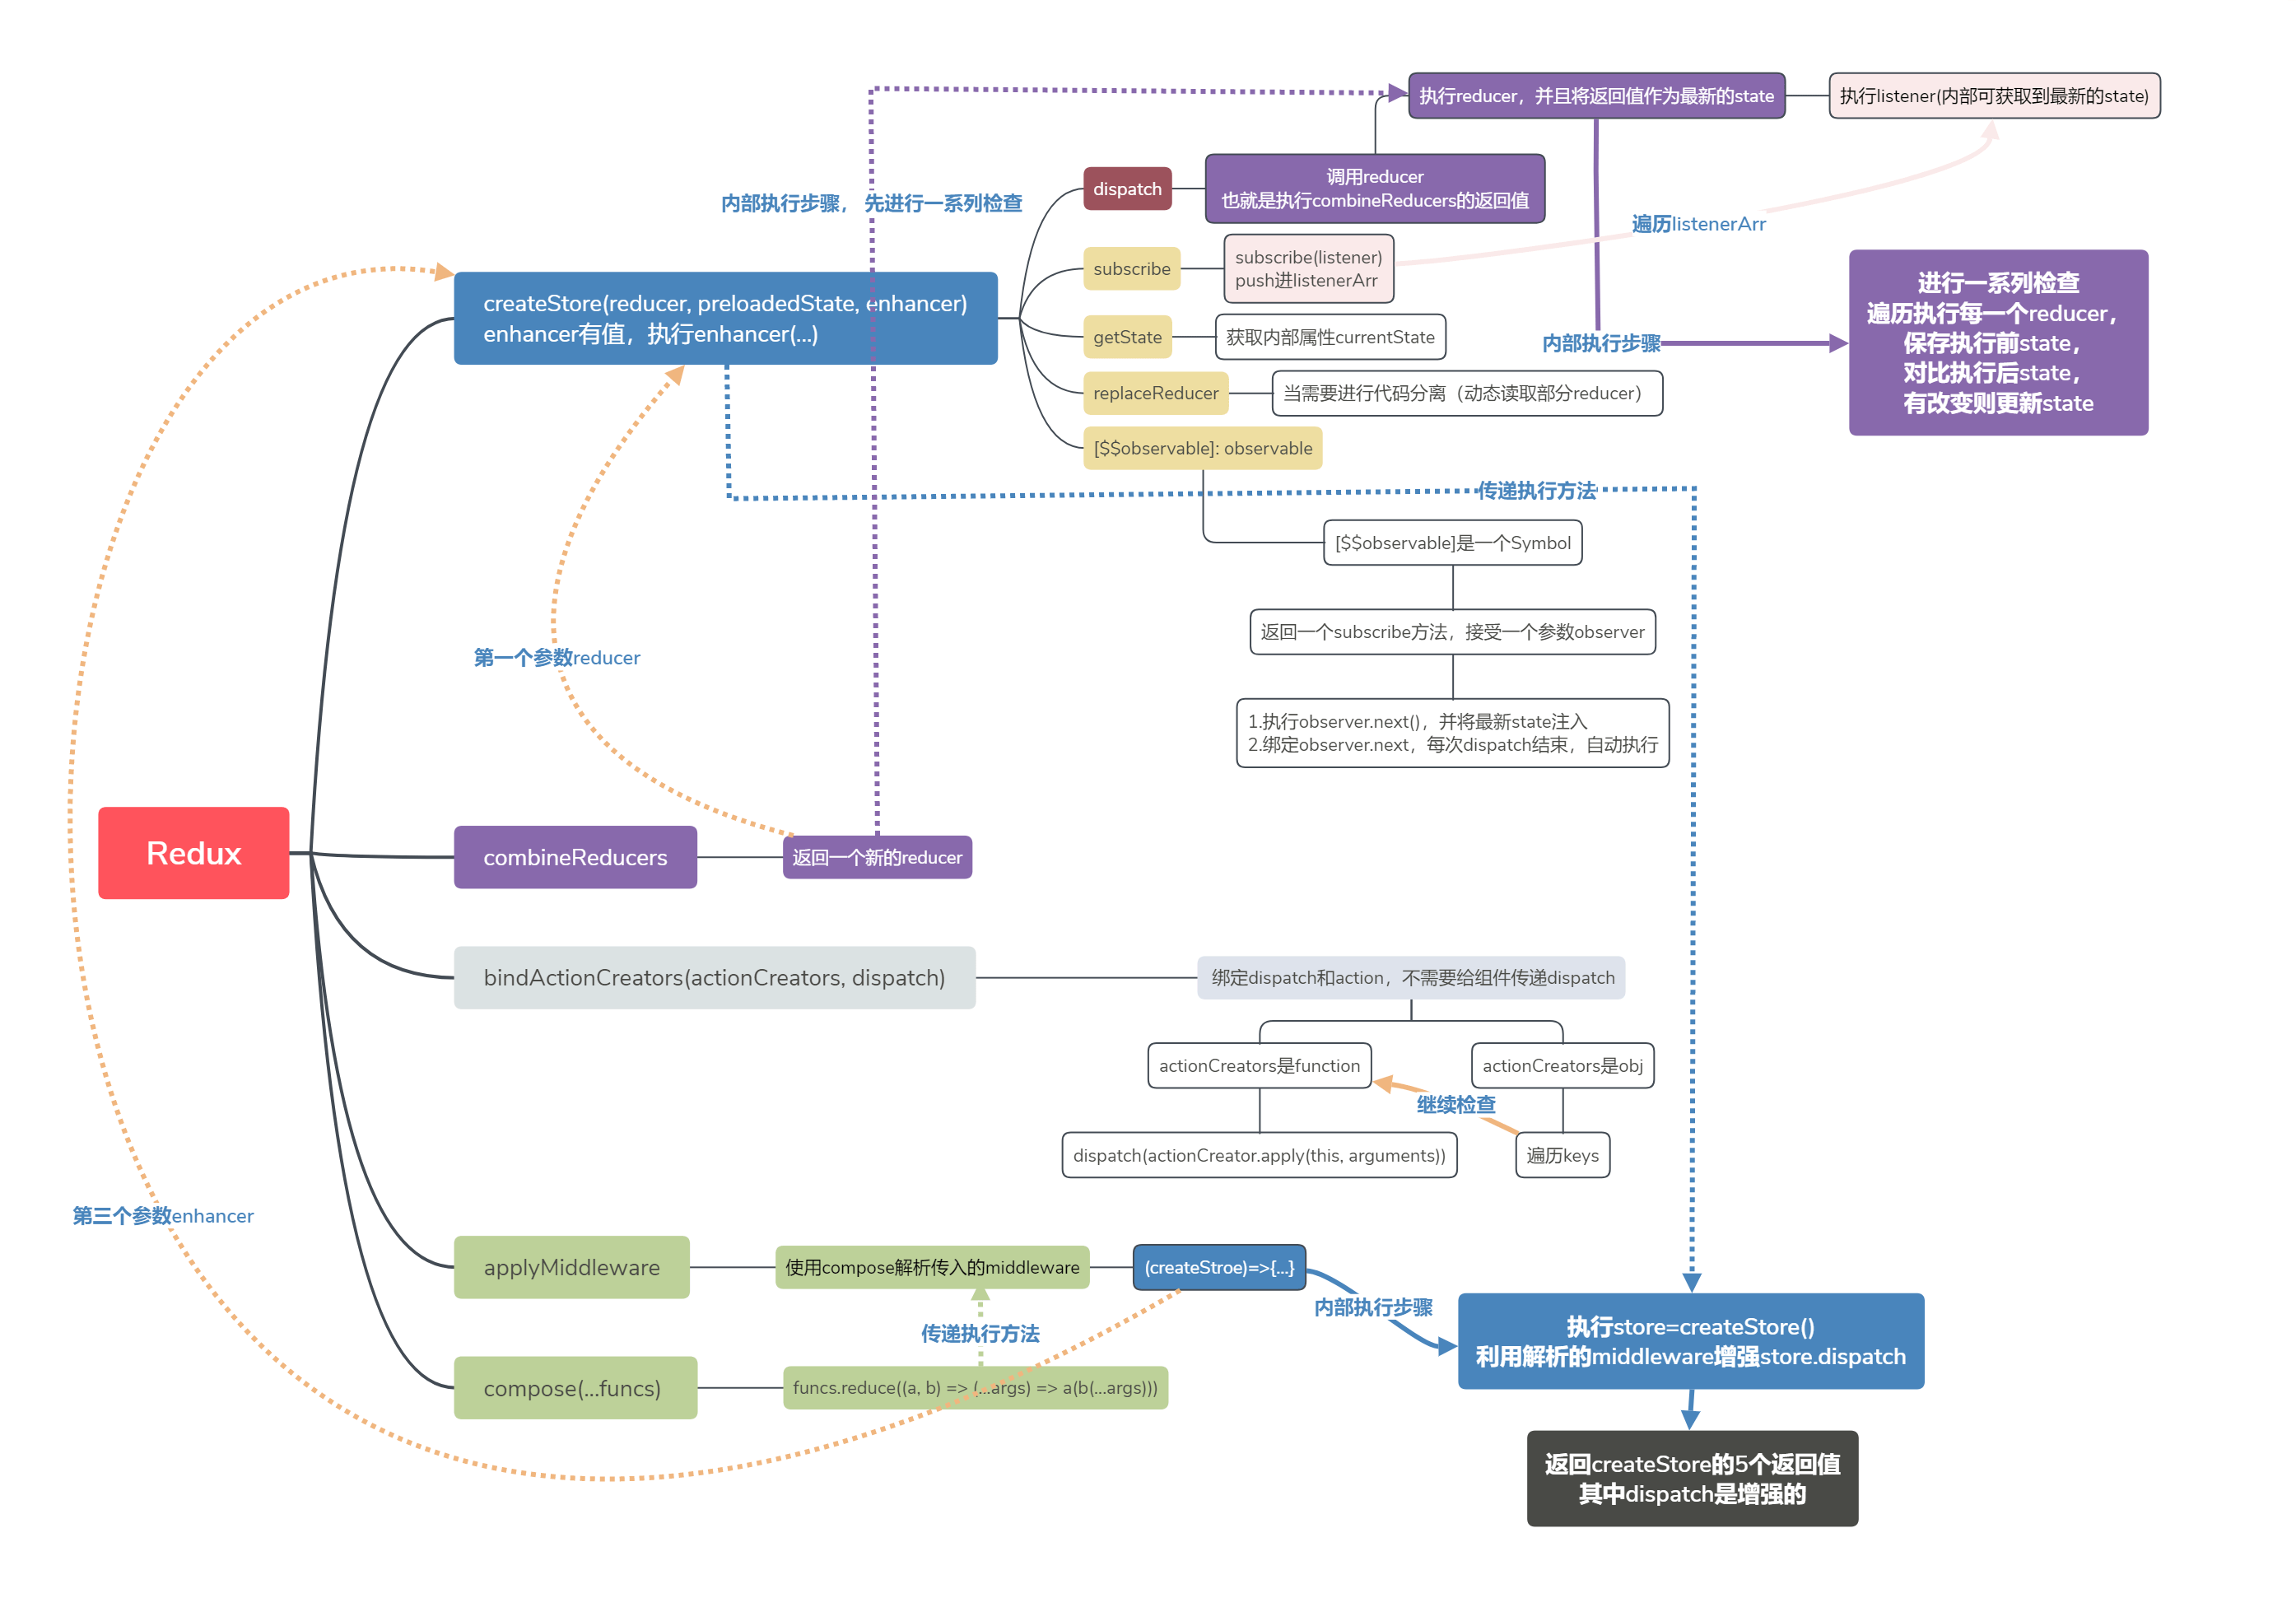 执行reducer，并且将返回值作为最新的state
执行listener(内部可获取到最新的state)
dispatch
调用reducer
也就是执行combineReducers的返回值
内部执行步骤， 先进行一系列检查
遍历listenerArr
subscribe
subscribe(listener)
push进listenerArr
createStore(reducer, preloadedState, enhancer)
enhancer有值，执行enhancer(...)
getState
获取内部属性currentState
内部执行步骤
进行一系列检查
遍历执行每一个reducer，
保存执行前state，
对比执行后state，
有改变则更新state
replaceReducer
当需要进行代码分离（动态读取部分reducer）
[$$observable]: observable
传递执行方法
[$$observable]是一个Symbol
返回一个subscribe方法，接受一个参数observer
第一个参数reducer
1.执行observer.next()，并将最新state注入
2.绑定observer.next，每次dispatch结束，自动执行
Redux
combineReducers
返回一个新的reducer
bindActionCreators(actionCreators, dispatch)
绑定dispatch和action，不需要给组件传递dispatch
actionCreators是function
actionCreators是obj
继续检查
dispatch(actionCreator.apply(this, arguments))
遍历keys
第三个参数enhancer
applyMiddleware
使用compose解析传入的middleware
(createStroe)=>{...}
内部执行步骤
传递执行方法
执行store=createStore()
利用解析的middleware增强store.dispatch
compose(...funcs)
funcs.reduce((a, b) => (...args) => a(b(...args)))
返回createStore的5个返回值
其中dispatch是增强的